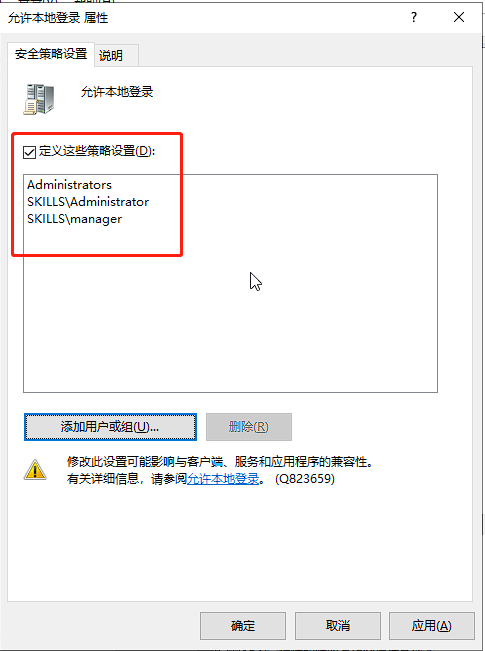 允许本地登录 属性
?
安全策略设置 说明
允许本地登录
定义这些策略设置(D):
Administrators
SKILLS\Administrator
SKILLS\manager
添加用户或组(U)... 删除(R)
修改此设置可能影响与客户端、服务和应用程序的兼容性。
有关详细信息，请参阅允许本地登录。 (Q823659)
确定 取消 应用(A)